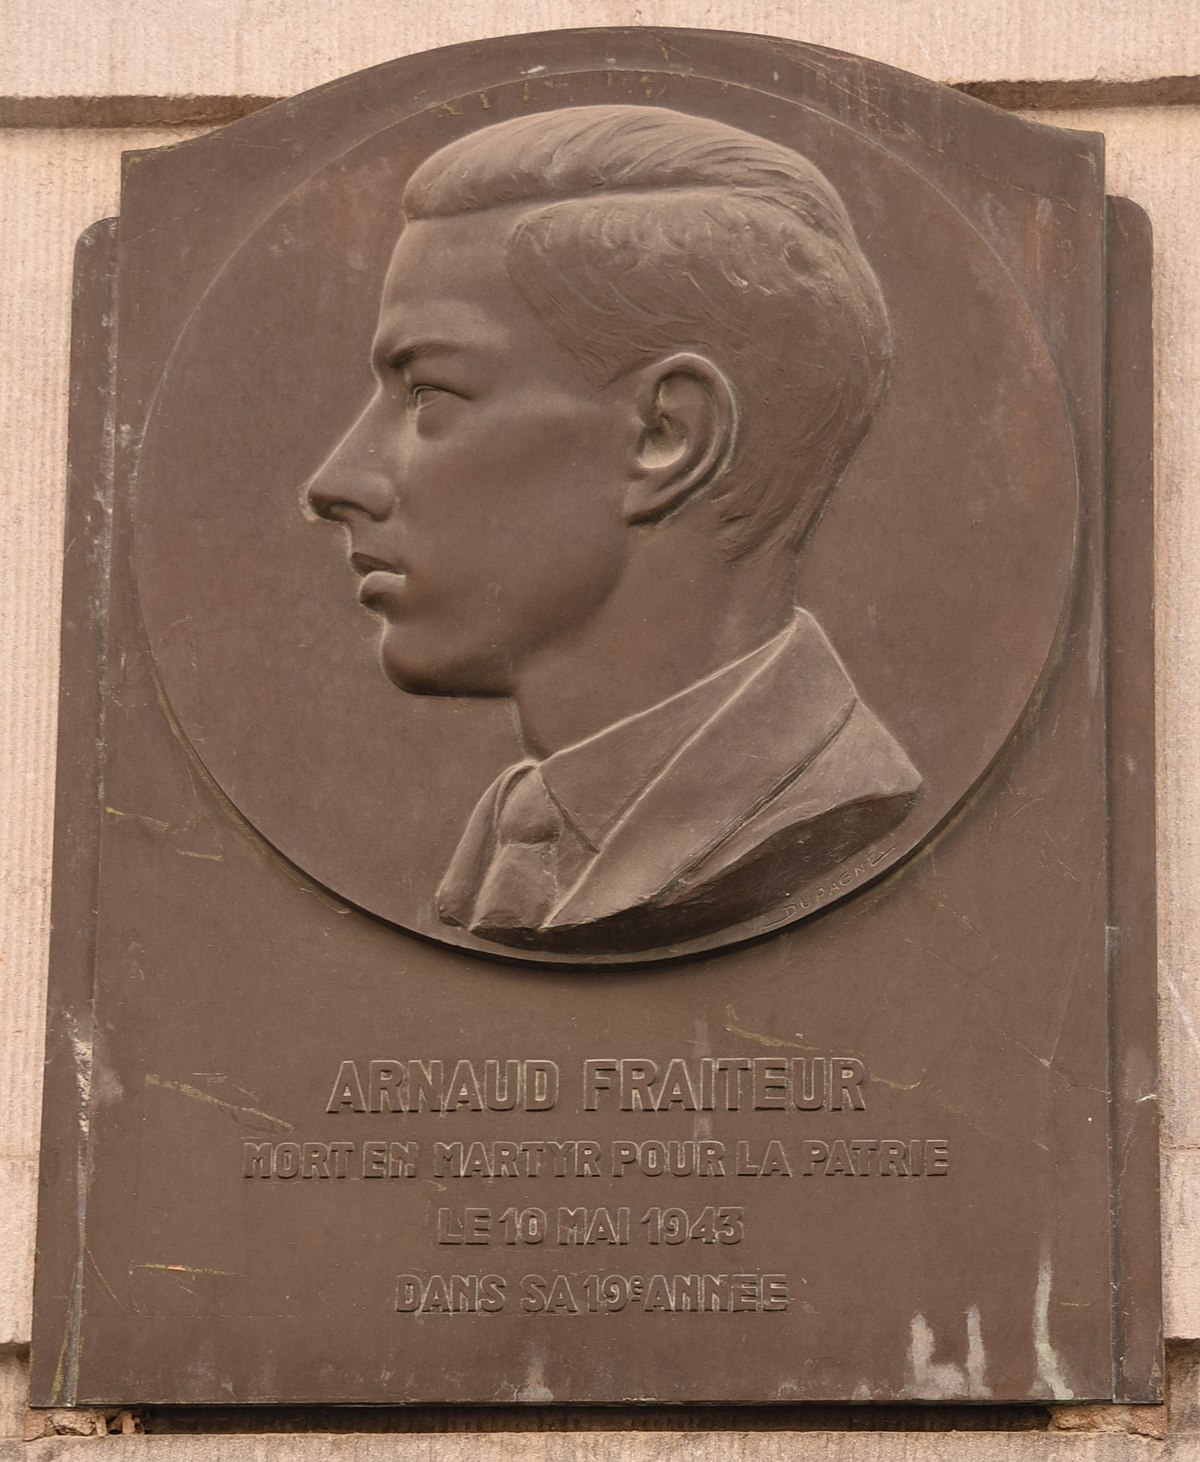 DUPAGNE
ARNAUD FRAITEUR
MORT EN MARTYR POUR LA PATRIE
LE 10 MAI 1943
DANS SA 19E ANNEE